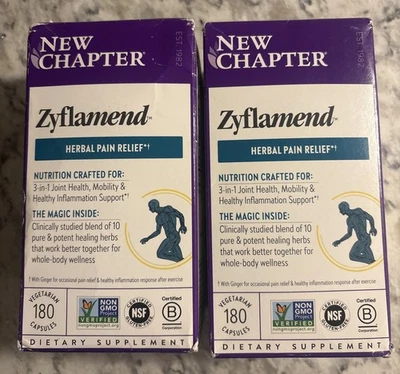 NEW
CHAPTER
EST. 1982
Zyflamend™
HERBAL PAIN RELIEF*†
NUTRITION CRAFTED FOR:
3-in-1 Joint Health, Mobility &
Healthy Inflammation Support*†
THE MAGIC INSIDE:
Clinically studied blend of 10
pure & potent healing herbs
that work better together for
whole-body wellness
† With Ginger for occasional pain relief & healthy inflammation response after exercise
VEGETARIAN
180
CAPSULES
NON
GMO
Project
VERIFIED
nongmoproject.org
NSF
Certified
B
Corporation
DIETARY SUPPLEMENT
NEW
CHAPTER
EST. 1982
Zyflamend™
HERBAL PAIN RELIEF*†
NUTRITION CRAFTED FOR:
3-in-1 Joint Health, Mobility &
Healthy Inflammation Support*†
THE MAGIC INSIDE:
Clinically studied blend of 10
pure & potent healing herbs
that work better together for
whole-body wellness
† With Ginger for occasional pain relief & healthy inflammation response after exercise
VEGETARIAN
180
CAPSULES
NON
GMO
Project
VERIFIED
nongmoproject.org
NSF
Certified
B
Corporation
DIETARY SUPPLEMENT